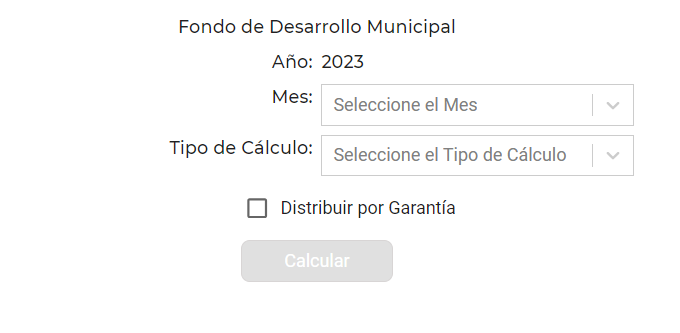 Fondo de Desarrollo Municipal
Año: 2023
Mes: Seleccione el Mes
Tipo de Cálculo: Seleccione el Tipo de Cálculo
Distribuir por Garantía
Calcular